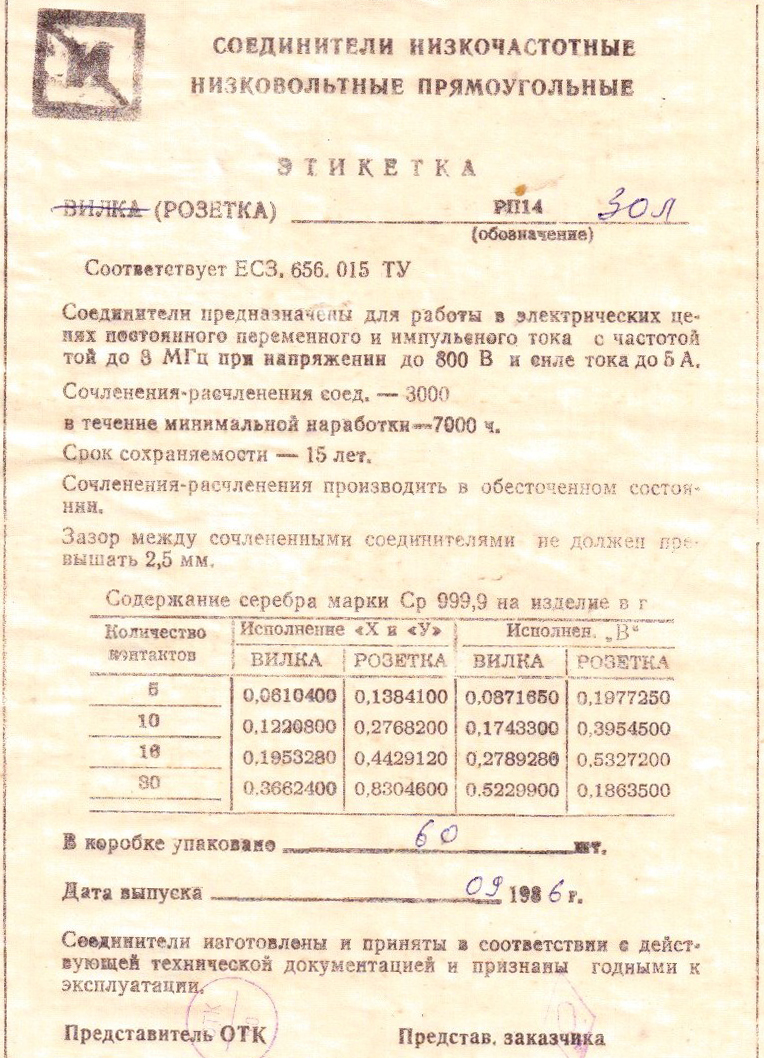 СОЕДИНИТЕЛИ НИЗКОЧАСТОТНЫЕ
НИЗКОВОЛЬТНЫЕ ПРЯМОУГОЛЬНЫЕ
ЭТИКЕТКА
ВИЛКА (РОЗЕТКА) РП14 30Л
(обозначение)
Соответствует ЕСЗ. 656. 015 ТУ
Соединители предназначены для работы в электрических це-
пях постоянного переменного и импульсного тока с частотой
той до 3 МГц при напряжении до 800 В и силе тока до 5 А.
Сочленения-расчленения соед. — 3000
в течение минимальной наработки—7000 ч.
Срок сохраняемости — 15 лет.
Сочленения-расчленения производить в обесточенном состоя-
нии.
Зазор между сочлененными соединителями не должен пре-
вышать 2,5 мм.
Содержание серебра марки Ср 999,9 на изделие в г
Количество контактов Исполнение «Х и «У» Исполнен. „В“
ВИЛКА РОЗЕТКА ВИЛКА РОЗЕТКА
5 0,0610400 0,1384100 0,0871650 0,1977250
10 0,1220800 0,2768200 0,1743300 0,3954500
16 0,1953280 0,4429120 0,2789280 0,5327200
30 0.3662400 0,8304600 0.5229900 0,1863500
В коробке упаковано 60 шт.
Дата выпуска 09 1986 г.
Соединители изготовлены и приняты в соответствии с дейст-
вующей технической документацией и признаны годными к
эксплуатации.
Представитель ОТК Представ. заказчика